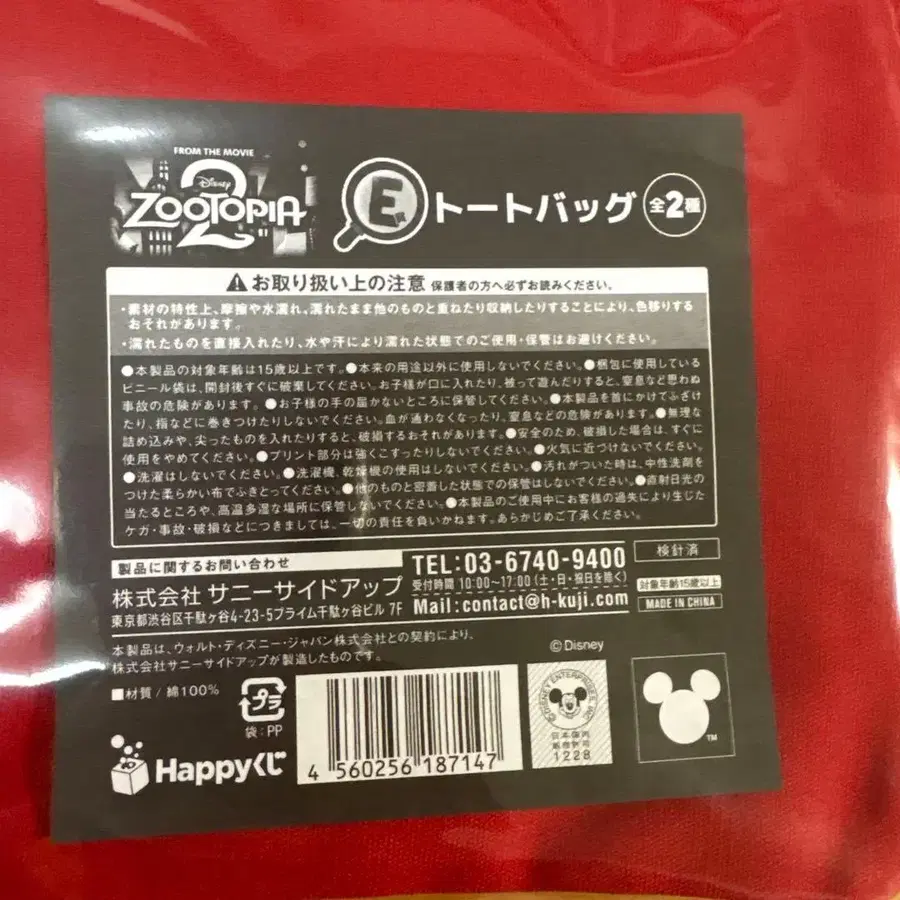 FROM THE MOVIE
Disney
ZOOTOPIA
2
E賞
トートバッグ
全2種
お取り扱い上の注意 保護者の方へ必ずお読みください。
・素材の特性上、摩擦や水濡れ、濡れたまま他のものと重ねたり収納したりすることにより、色移りする
おそれがあります。
・濡れたものを直接入れたり、水や汗により濡れた状態でのご使用・保管はお避けください。
●本製品の対象年齢は15歳以上です。●本来の用途以外に使用しないでください。●梱包に使用している
ビニール袋は、開封後すぐに破棄してください。お子様が口に入れたり、被って遊んだりすると、窒息など思わぬ
事故の危険があります。●お子様の手の届かないところに保管してください。●本製品を首にかけてふざけ
たり、指などに巻きつけたりしないでください。血が通わなくなったり、窒息などの危険があります。●無理な
詰め込みや、尖ったものを入れたりすると、破損するおそれがあります。●安全のため、破損した場合は、すぐに
使用をやめてください。●プリント部分は強くこすったりしないでください。●火気に近づけないでください。
●洗濯はしないでください。●洗濯機、乾燥機の使用はしないでください。●汚れがついた時は、中性洗剤を
つけた柔らかい布でふきとってください。●他のものと密着した状態での保管はしないでください。●直射日光の
当たるところや、高温多湿な場所に保管しないでください。●本製品のご使用中にお客様の過失により生じた
ケガ・事故・破損などにつきましては、一切の責任を負いかねます。あらかじめご了承ください。
製品に関するお問い合わせ
株式会社 サニーサイドアップ
東京都渋谷区千駄ヶ谷4-23-5プライム千駄ヶ谷ビル 7F
TEL:03-6740-9400
受付時間 10:00~17:00 (土・日・祝日を除く)
Mail:contact@h-kuji.com
検針済
対象年齢15歳以上
MADE IN CHINA
本製品は、ウォルト・ディズニー・ジャパン株式会社との契約により、
株式会社サニーサイドアップが製造したものです。
©Disney
■材質/綿100%
プラ
袋:PP
Happyくじ
4 560256 187147
©DISNEY ENTERPRISES, INC.
日本国内
販売許可
1228
TM